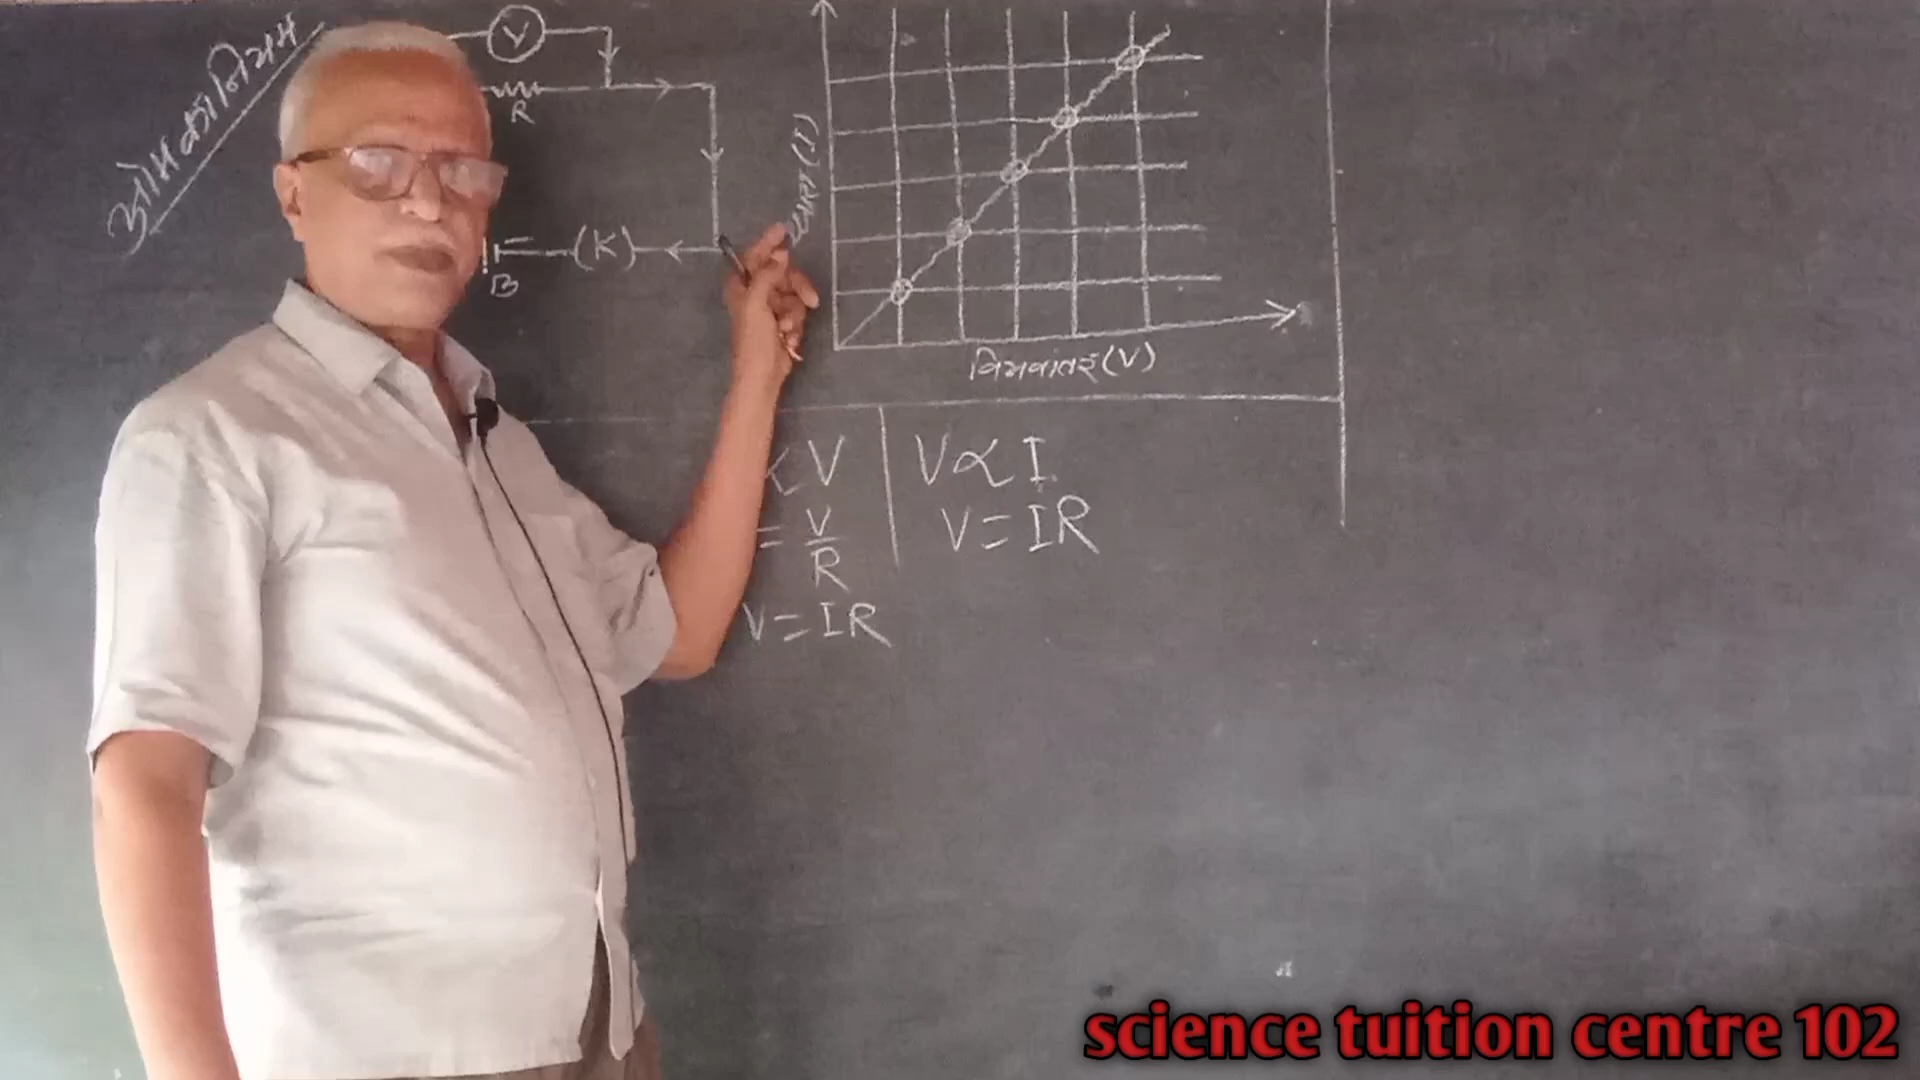 ओम का नियम
V
R
(K)
B
धारा (I)
विभवांतर (V)
V
= V
R
V = IR
V ∝ I
V = IR
science tuition centre 102